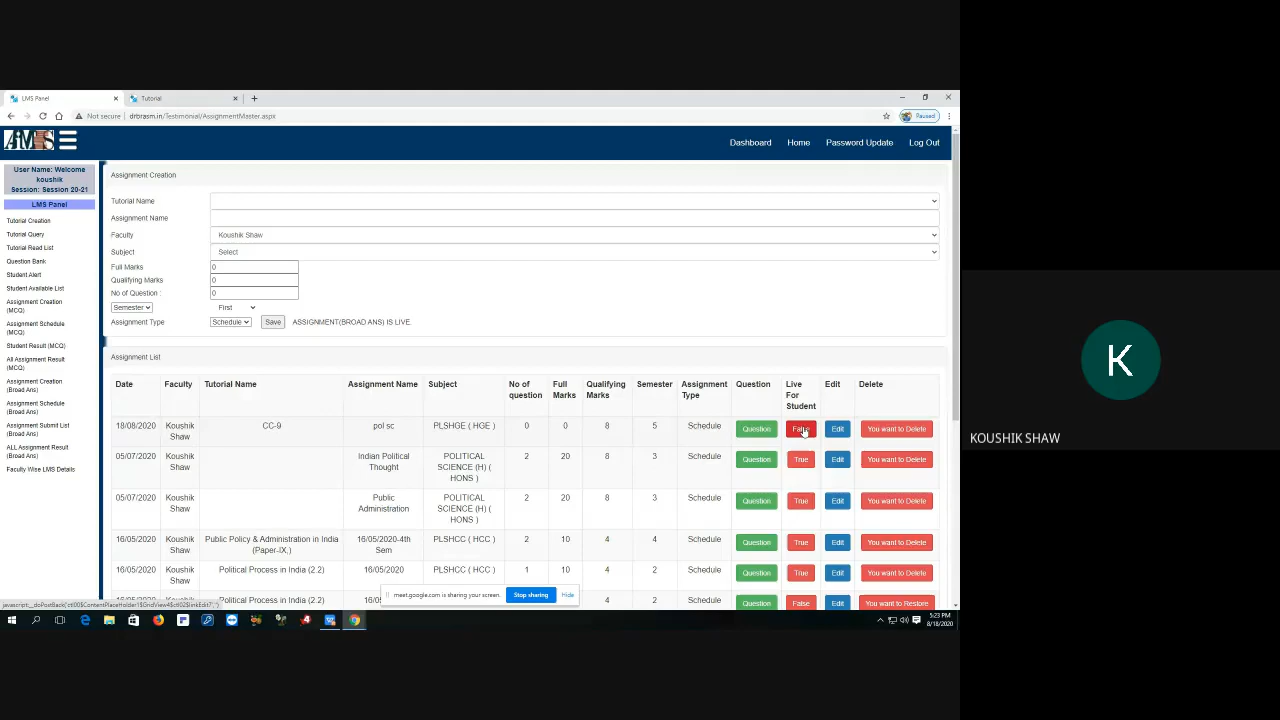 LMS Panel
Tutorial
Not secure
drbrasm.in/Testimonial/AssignmentMaster.aspx
Paused
Dashboard Home Password Update Log Out
User Name: Welcome
koushik
Session: Session 20-21
LMS Panel
Tutorial Creation
Tutorial Query
Tutorial Read List
Question Bank
Student Alert
Student Available List
Assignment Creation
(MCQ)
Assignment Schedule
(MCQ)
Student Result (MCQ)
All Assignment Result
(MCQ)
Assignment Creation
(Broad Ans)
Assignment Schedule
(Broad Ans)
Assignment Submit List
(Broad Ans)
ALL Assignment Result
(Broad Ans)
Faculty Wise LMS Details
Assignment Creation
Tutorial Name
Assignment Name
Faculty Koushik Shaw
Subject Select
Full Marks 0
Qualifying Marks 0
No of Question : 0
Semester First
Assignment Type Schedule Save ASSIGNMENT(BROAD ANS) IS LIVE.
Assignment List
Date Faculty Tutorial Name Assignment Name Subject No of question Full Marks Qualifying Marks Semester Assignment Type Question Live For Student Edit Delete
18/08/2020 Koushik Shaw CC-9 pol sc PLSHGE ( HGE ) 0 0 8 5 Schedule Question False Edit You want to Delete
05/07/2020 Koushik Shaw Indian Political Thought POLITICAL SCIENCE (H) ( HONS ) 2 20 8 3 Schedule Question True Edit You want to Delete
05/07/2020 Koushik Shaw Public Administration POLITICAL SCIENCE (H) ( HONS ) 2 20 8 3 Schedule Question True Edit You want to Delete
16/05/2020 Koushik Shaw Public Policy & Administration in India (Paper-IX,) 16/05/2020-4th Sem PLSHCC ( HCC ) 2 10 4 4 Schedule Question True Edit You want to Delete
16/05/2020 Koushik Shaw Political Process in India (2.2) 16/05/2020 PLSHCC ( HCC ) 1 10 4 2 Schedule Question True Edit You want to Delete
16/05/2020 Koushik Political Process in India (2.2) 4 2 Schedule Question False Edit You want to Restore
meet.google.com is sharing your screen. Stop sharing Hide
5:23 PM
8/18/2020
K
KOUSHIK SHAW